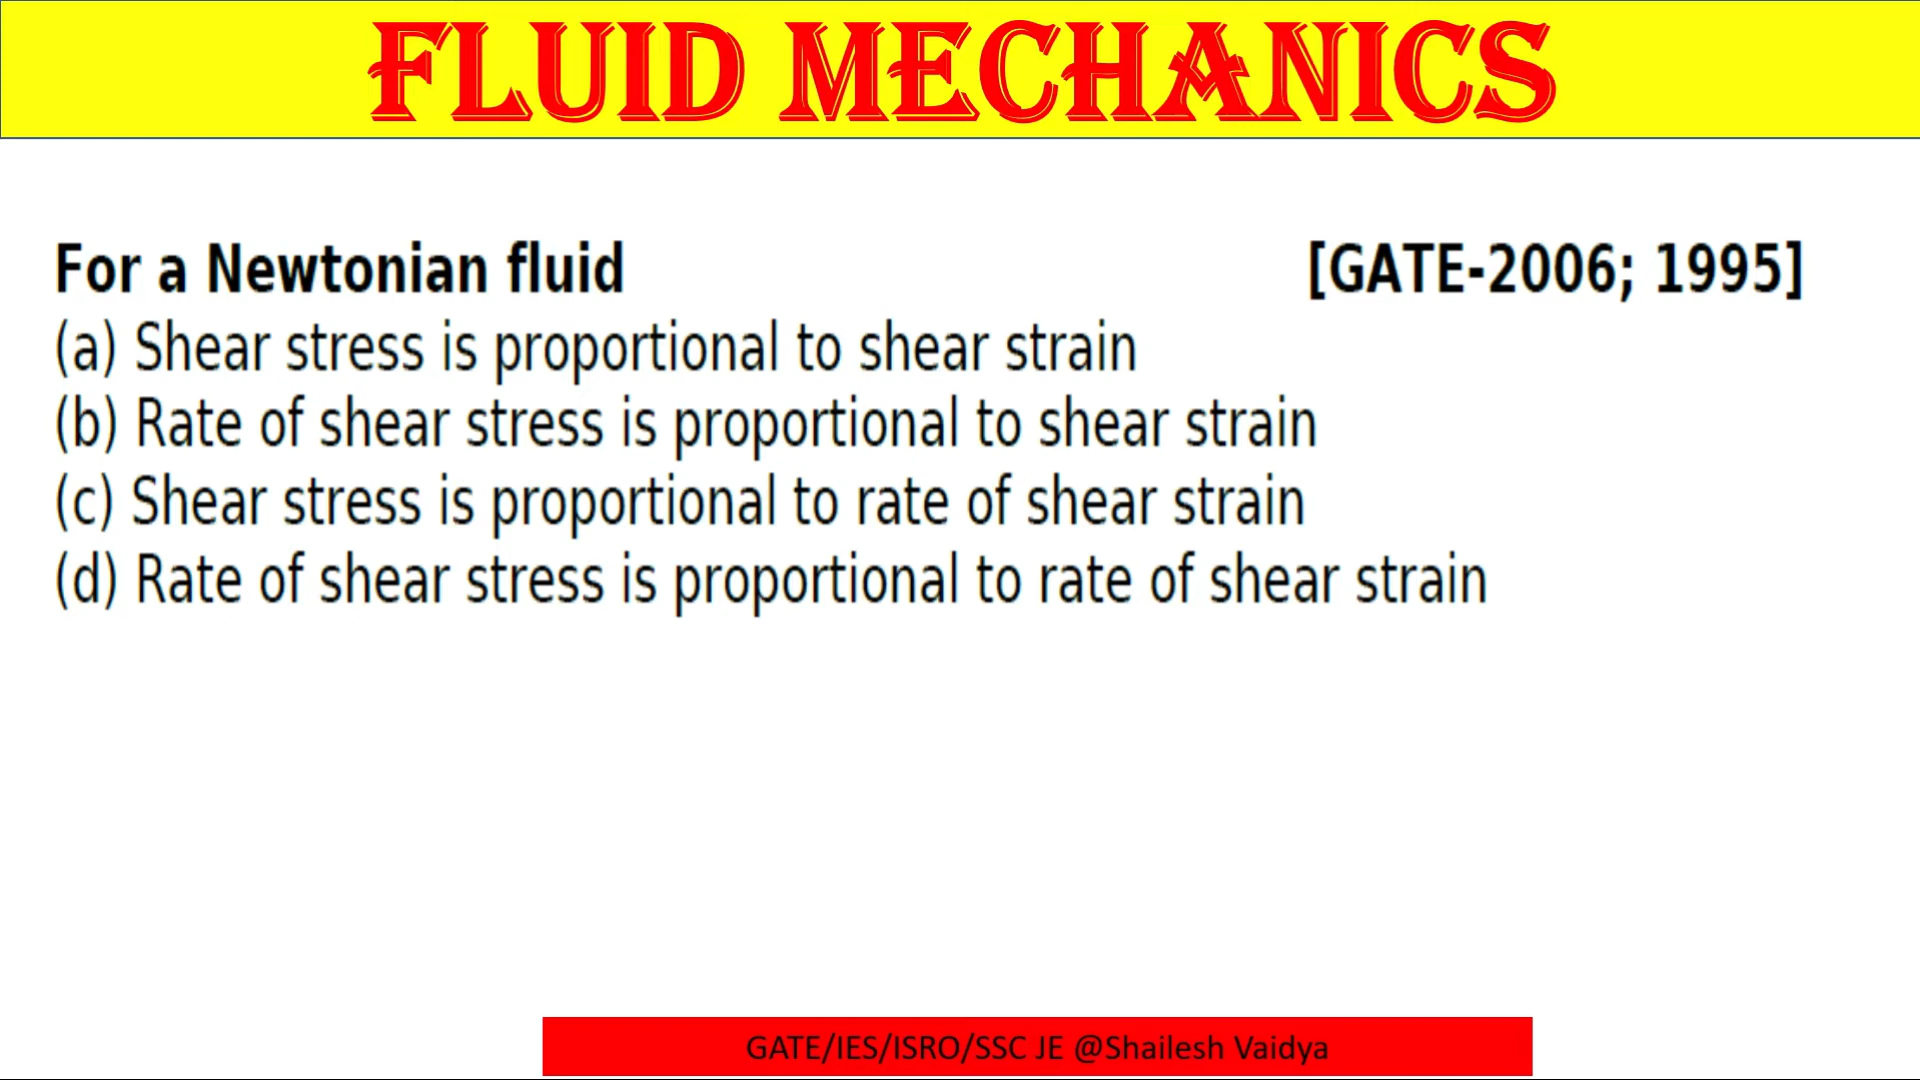 FLUID MECHANICS
For a Newtonian fluid [GATE-2006; 1995]
(a) Shear stress is proportional to shear strain
(b) Rate of shear stress is proportional to shear strain
(c) Shear stress is proportional to rate of shear strain
(d) Rate of shear stress is proportional to rate of shear strain
GATE/IES/ISRO/SSC JE @Shailesh Vaidya